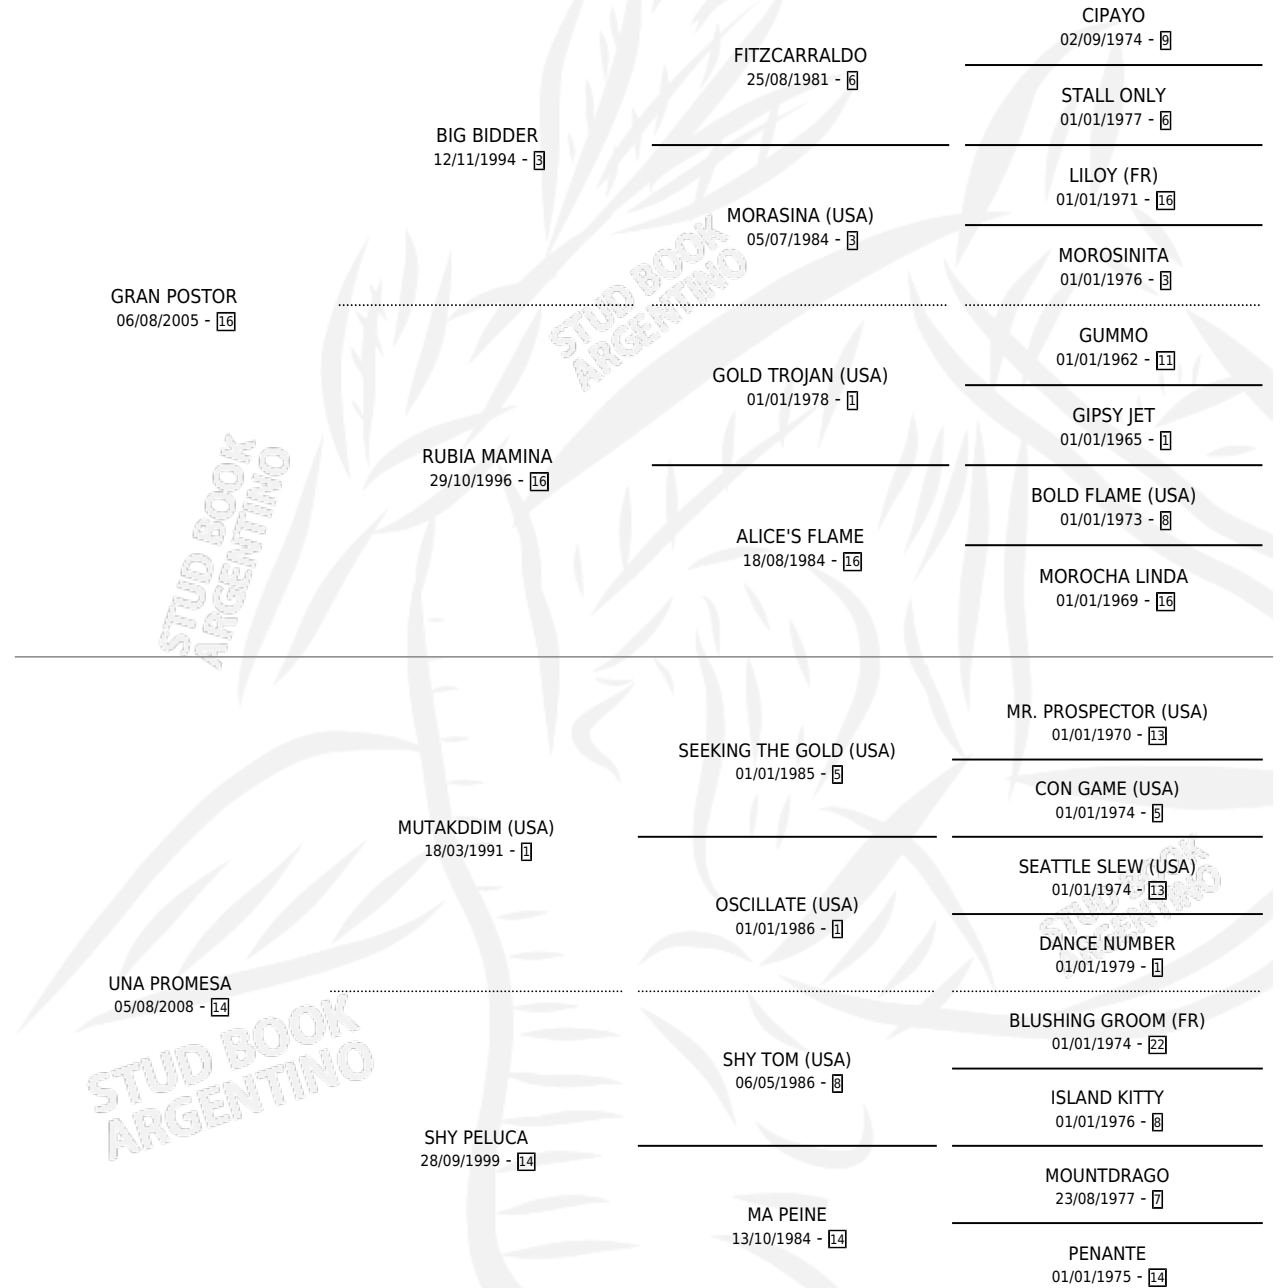 CIPAYO
02/09/1974 - 9
FITZCARRALDO
25/08/1981 - 6
STALL ONLY
01/01/1977 - 6
BIG BIDDER
12/11/1994 - 3
LILOY (FR)
01/01/1971 - 16
MORASINA (USA)
05/07/1984 - 3
MOROSINITA
01/01/1976 - 3
GRAN POSTOR
06/08/2005 - 16
GUMMO
01/01/1962 - 11
GOLD TROJAN (USA)
01/01/1978 - 1
GIPSY JET
01/01/1965 - 1
RUBIA MAMINA
29/10/1996 - 16
BOLD FLAME (USA)
01/01/1973 - 8
ALICE'S FLAME
18/08/1984 - 16
MOROCHA LINDA
01/01/1969 - 16
STUD BOOK
ARGENTINO
STUD BOOK
ARGENTINO
MR. PROSPECTOR (USA)
01/01/1970 - 13
SEEKING THE GOLD (USA)
01/01/1985 - 5
CON GAME (USA)
01/01/1974 - 5
MUTAKDDIM (USA)
18/03/1991 - 1
SEATTLE SLEW (USA)
01/01/1974 - 13
OSCILLATE (USA)
01/01/1986 - 1
DANCE NUMBER
01/01/1979 - 1
STUD BOOK
ARGENTINO
UNA PROMESA
05/08/2008 - 14
BLUSHING GROOM (FR)
01/01/1974 - 22
SHY TOM (USA)
06/05/1986 - 8
ISLAND KITTY
01/01/1976 - 8
STUD BOOK
ARGENTINO
SHY PELUCA
28/09/1999 - 14
MOUNTDRAGO
23/08/1977 - 7
MA PEINE
13/10/1984 - 14
PENANTE
01/01/1975 - 14